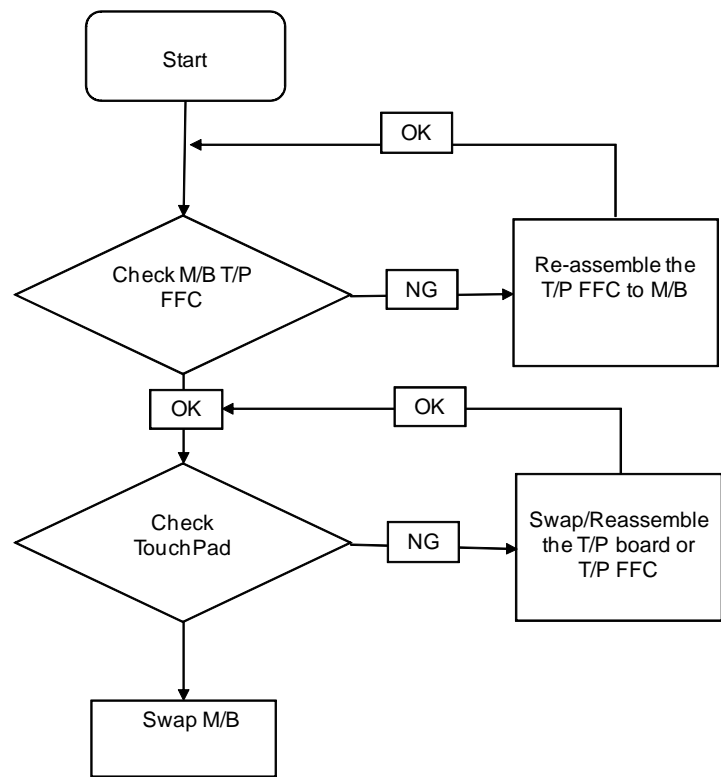 Start
OK
Check M/B T/P
FFC
NG
Re-assemble the
T/P FFC to M/B
OK
OK
Check
TouchPad
NG
Swap/Reassemble
the T/P board or
T/P FFC
Swap M/B